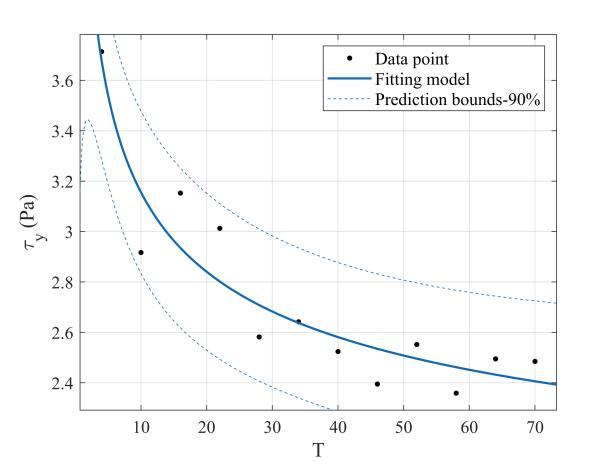 Data point
Fitting model
Prediction bounds-90%
3.6
3.4
3.2
3
2.8
2.6
2.4
τy (Pa)
10 20 30 40 50 60 70
T